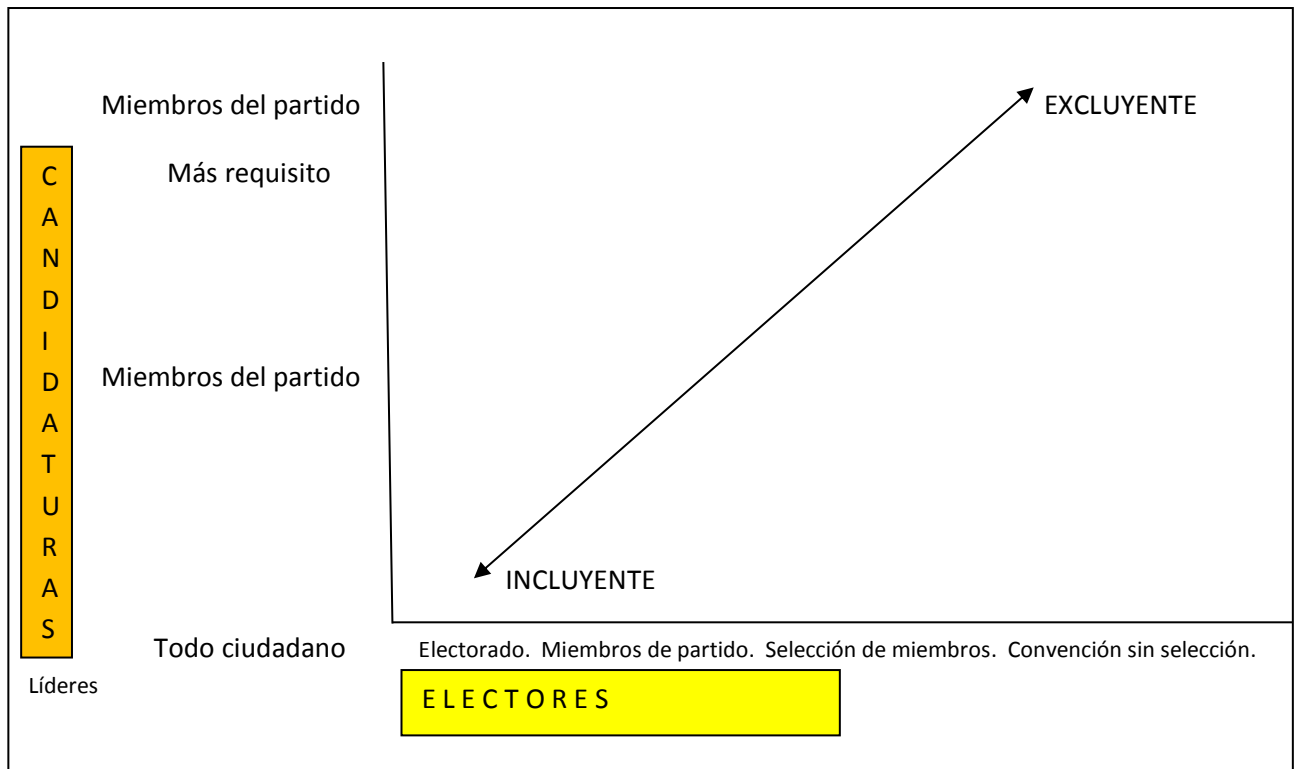 Miembros del partido
EXCLUYENTE
Más requisito
CANDIDATURAS
Miembros del partido
INCLUYENTE
Todo ciudadano
Electorado. Miembros de partido. Selección de miembros. Convención sin selección.
Líderes
E L E C T O R E S